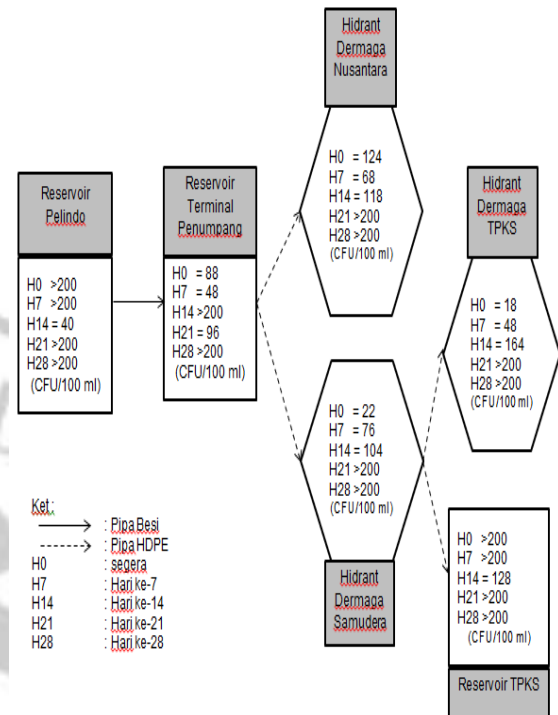 Hidrant
Dermaga
Nusantara
H0 = 124
H7 = 68
H14 = 118
H21 >200
H28 >200
(CFU/100 ml)
Reservoir
Pelindo
H0 >200
H7 >200
H14 = 40
H21 >200
H28 >200
(CFU/100 ml)
Reservoir
Terminal
Penumpang
H0 = 88
H7 = 48
H14 >200
H21 = 96
H28 >200
(CFU/100 ml)
Hidrant
Dermaga
TPKS
H0 = 18
H7 = 48
H14 = 164
H21 >200
H28 >200
(CFU/100 ml)
H0 = 22
H7 = 76
H14 = 104
H21 >200
H28 >200
(CFU/100 ml)
Hidrant
Dermaga
Samudera
H0 >200
H7 >200
H14 = 128
H21 >200
H28 >200
(CFU/100 ml)
Reservoir TPKS
Ket :
: Pipa Besi
: Pipa HDPE
H0 : segera
H7 : Hari ke-7
H14 : Hari ke-14
H21 : Hari ke-21
H28 : Hari ke-28